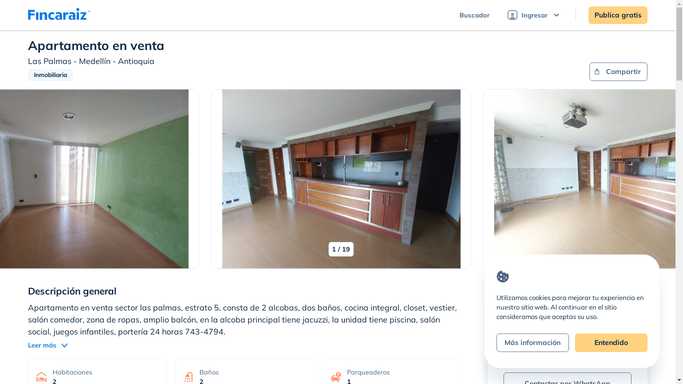 Fincaraiz
Buscador
Ingresar
Publica gratis
Apartamento en venta
Las Palmas - Medellín - Antioquia
Inmobiliaria
Compartir
1 / 19
Descripción general
Apartamento en venta sector las palmas, estrato 5, consta de 2 alcobas, dos baños, cocina integral, closet, vestier,
salón comedor, zona de ropas, amplio balcón, en la alcoba principal tiene jacuzzi, la unidad tiene piscina, salón
social, juegos infantiles, portería 24 horas 743-4794.
Leer más
Habitaciones
2
Baños
2
Parqueaderos
1
Utilizamos cookies para mejorar tu experiencia en
nuestro sitio web. Al continuar en el sitio
consideramos que aceptas su uso.
Más información
Entendido
Contactar por WhatsApp